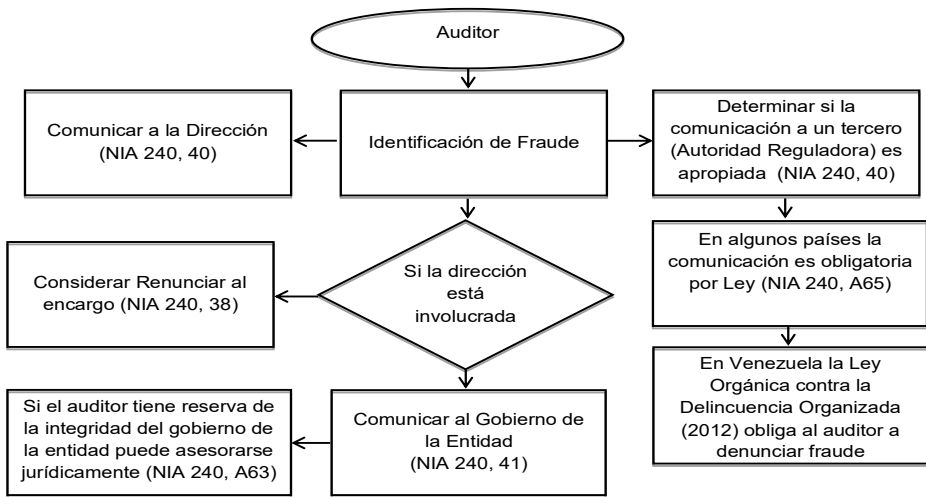 Auditor
Comunicar a la Dirección
(NIA 240, 40)
Identificación de Fraude
Determinar si la
comunicación a un tercero
(Autoridad Reguladora) es
apropiada (NIA 240, 40)
Considerar Renunciar al
encargo (NIA 240, 38)
Si la dirección
está
involucrada
En algunos países la
comunicación es obligatoria
por Ley (NIA 240, A65)
Si el auditor tiene reserva de
la integridad del gobierno de
la entidad puede asesorarse
jurídicamente (NIA 240, A63)
Comunicar al Gobierno de
la Entidad
(NIA 240, 41)
En Venezuela la Ley
Orgánica contra la
Delincuencia Organizada
(2012) obliga al auditor a
denunciar fraude